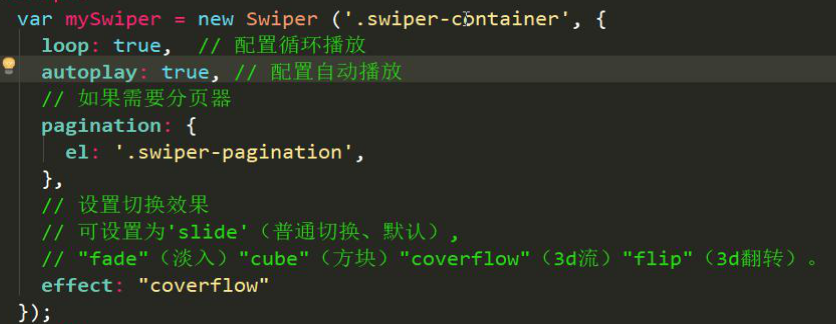 var mySwiper = new Swiper ('.swiper-container', {
loop: true, // 配置循环播放
autoplay: true, // 配置自动播放
// 如果需要分页器
pagination: {
el: '.swiper-pagination',
},
// 设置切换效果
// 可设置为'slide'（普通切换、默认）,
// "fade"（淡入）"cube"（方块）"coverflow"（3d流）"flip"（3d翻转）。
effect: "coverflow"
});